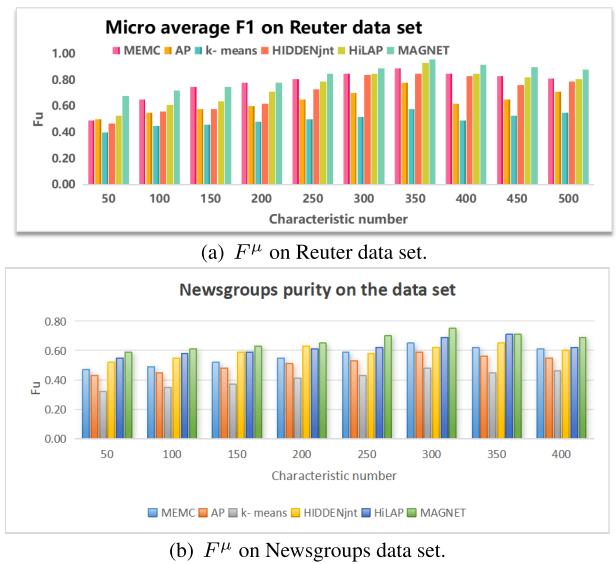 Micro average F1 on Reuter data set
MEMC AP k- means HIDDENjnt HiLAP MAGNET
1.00
0.80
0.60
0.40
0.20
0.00
Fu
50 100 150 200 250 300 350 400 450 500
Characteristic number
(a) Fμ on Reuter data set.
Newsgroups purity on the data set
0.80
0.60
0.40
0.20
0.00
Fu
50 100 150 200 250 300 350 400
Characteristic number
MEMC AP k- means HIDDENjnt HiLAP MAGNET
(b) Fμ on Newsgroups data set.